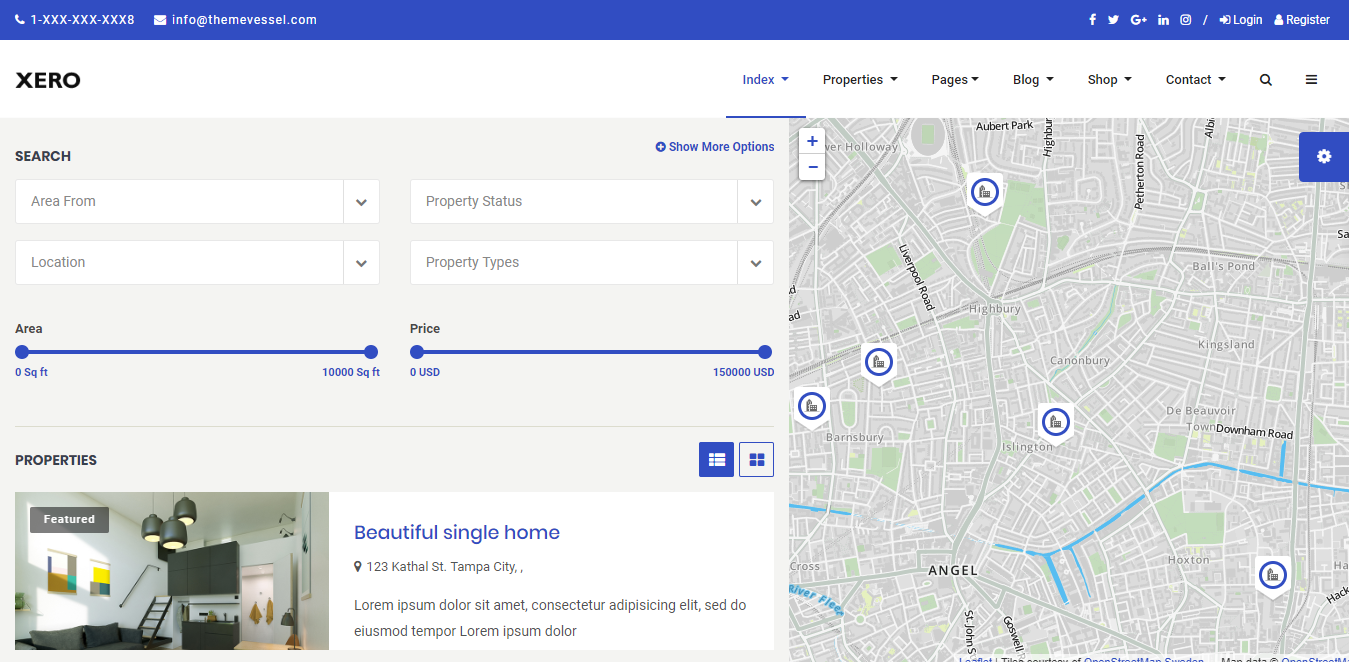 1-XXX-XXX-XXX8 info@themevessel.com / Login Register
XERO Index Properties Pages Blog Shop Contact
SEARCH
Show More Options
Area From Property Status
Location Property Types
Area Price
0 Sq ft 10000 Sq ft 0 USD 150000 USD
PROPERTIES
Featured
Beautiful single home
123 Kathal St. Tampa City, ,
Lorem ipsum dolor sit amet, consectetur adipisicing elit, sed do
eiusmod tempor Lorem ipsum dolor
+
−
Aubert Park
Holloway
Petherton Road
Liverpool Road
Ball's Pond
Highbury
Kingsland
Canonbury
De Beauvoir
Town
Downham Road
Barnsbury
Islington
Hoxton
ANGEL
Cross
River Fleet
St. John S
Goswell
Leaflet | Tiles courtesy of OpenStreetMap Sweden — Map data © OpenStreetM